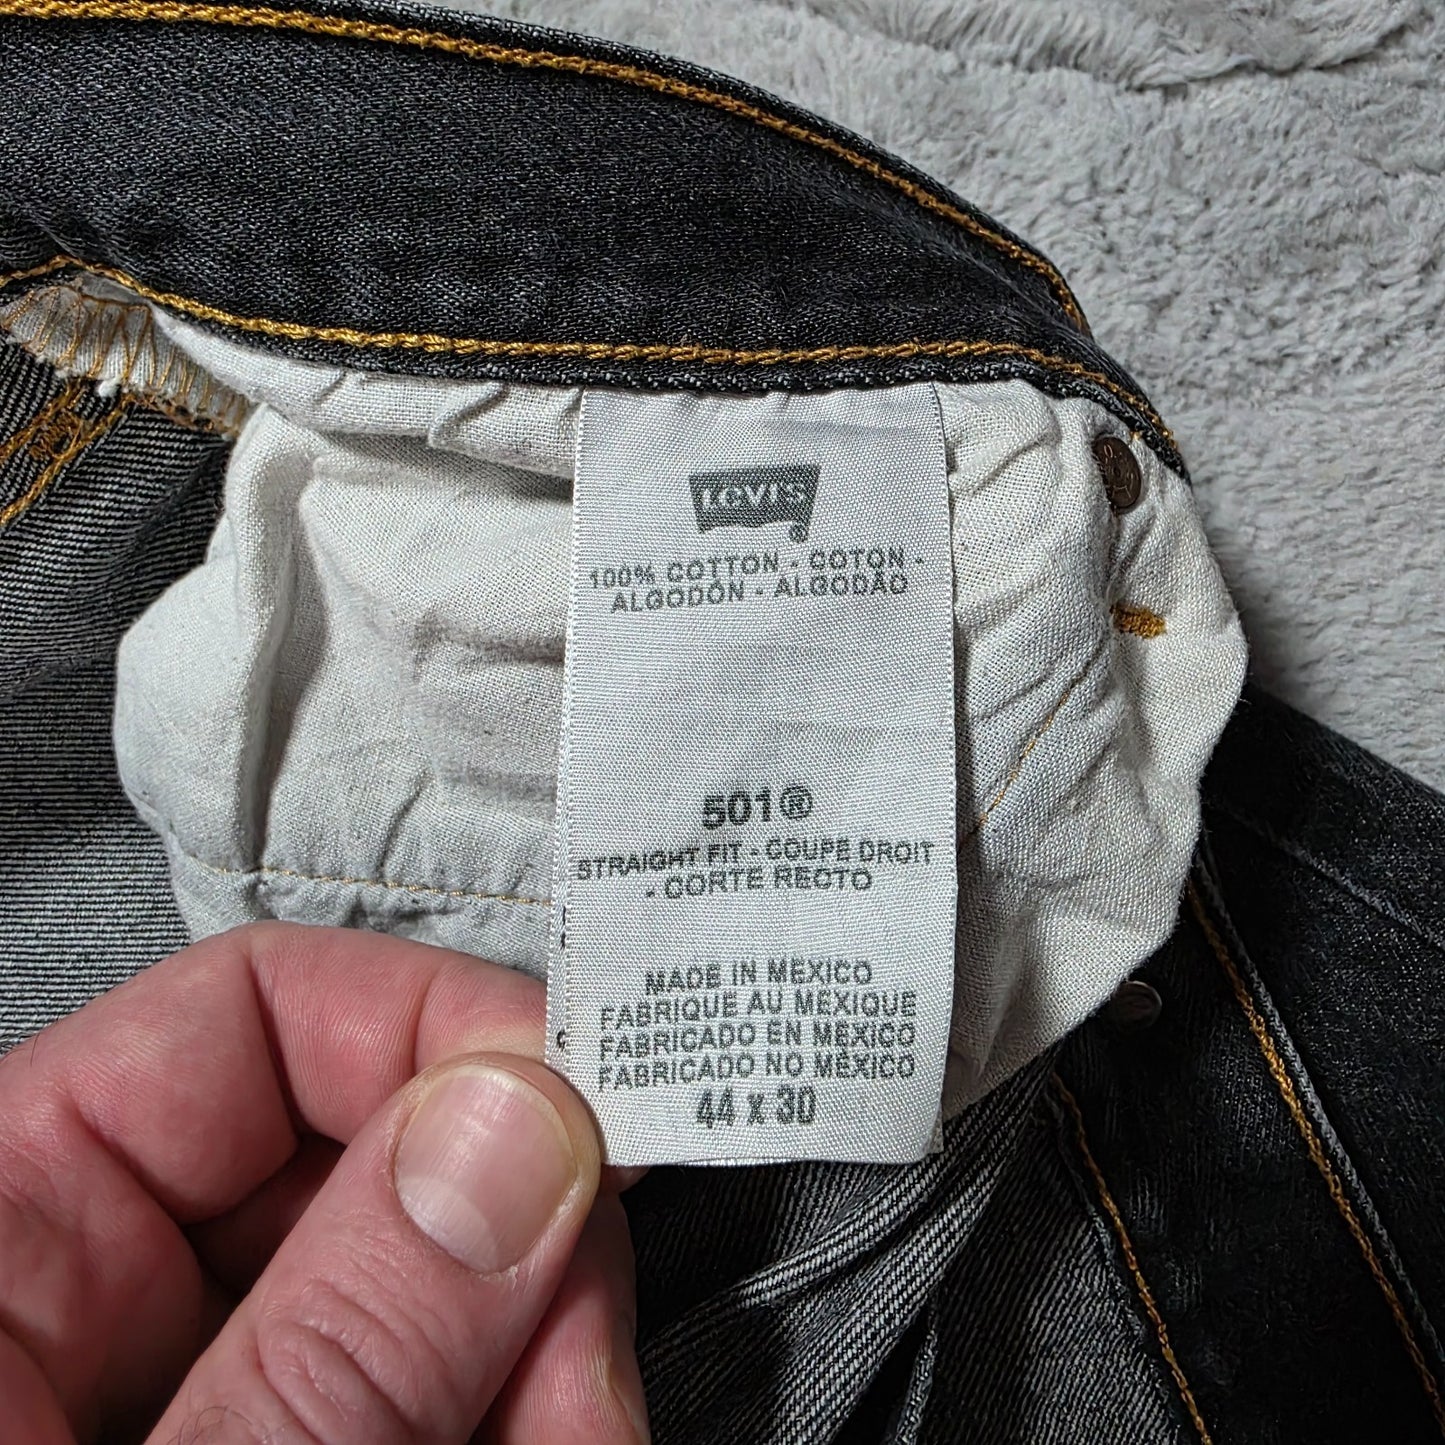 Levi's®
100% COTTON - COTON -
ALGODÓN - ALGODÃO
501®
STRAIGHT FIT - COUPE DROIT
- CORTE RECTO
MADE IN MEXICO
FABRIQUE AU MEXIQUE
FABRICADO EN MEXICO
FABRICADO NO MÉXICO
44 x 30